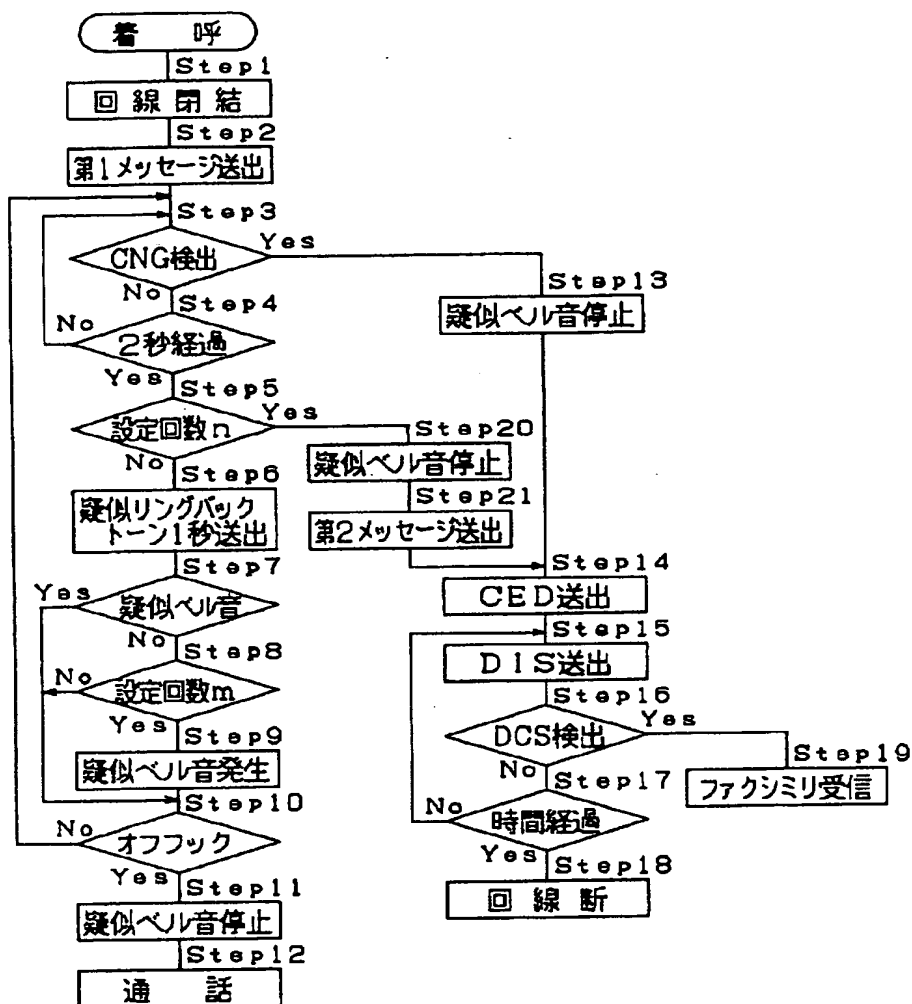 着 呼
Step1
回線閉結
Step2
第1メッセージ送出
Step3
CNG検出
Yes
No
Step4
2秒経過
No
Yes
Step5
設定回数n
Yes
No
Step6
疑似リングバック
トーン1秒送出
Step7
疑似ベル音
Yes
No
Step8
設定回数m
No
Yes
Step9
疑似ベル音発生
Step10
オフフック
No
Yes
Step11
疑似ベル音停止
Step12
通 話
Step20
疑似ベル音停止
Step21
第2メッセージ送出
Step13
疑似ベル音停止
Step14
CED送出
Step15
DIS送出
Step16
DCS検出
Yes
No
Step17
時間経過
No
Yes
Step18
回線断
Step19
ファクシミリ受信